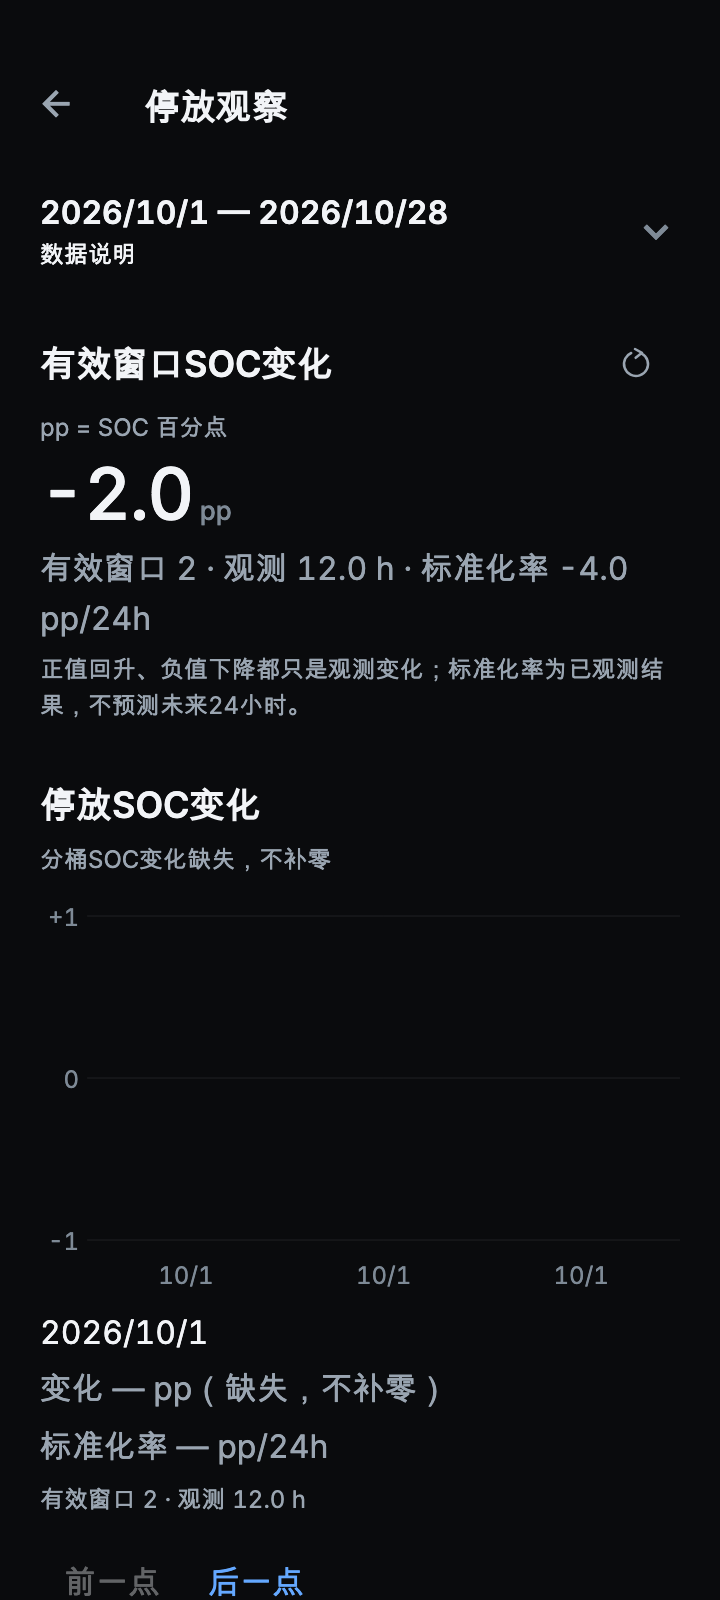 停放观察
2026/10/1 — 2026/10/28
数据说明
有效窗口SOC变化
pp = SOC 百分点
-2.0 pp
有效窗口 2 · 观测 12.0 h · 标准化率 -4.0
pp/24h
正值回升、负值下降都只是观测变化；标准化率为已观测结
果，不预测未来24小时。
停放SOC变化
分桶SOC变化缺失，不补零
+1
0
-1
10/1 10/1 10/1
2026/10/1
变化 — pp（缺失，不补零）
标准化率 — pp/24h
有效窗口 2 · 观测 12.0 h
前一点 后一点